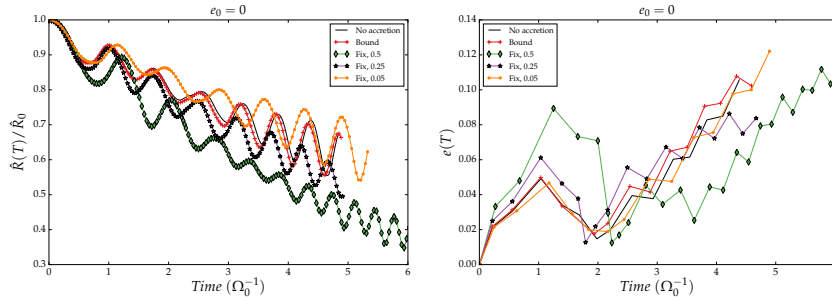 e₀ = 0
R̂(T) / R̂₀
1.0
0.9
0.8
0.7
0.6
0.5
0.4
0.3
0
1
2
3
4
5
6
Time (Ω₀⁻¹)
No accretion
Bound
Fix, 0.5
Fix, 0.25
Fix, 0.05
e₀ = 0
e(T)
0.14
0.12
0.10
0.08
0.06
0.04
0.02
0.00
0
1
2
3
4
5
6
Time (Ω₀⁻¹)
No accretion
Bound
Fix, 0.5
Fix, 0.25
Fix, 0.05